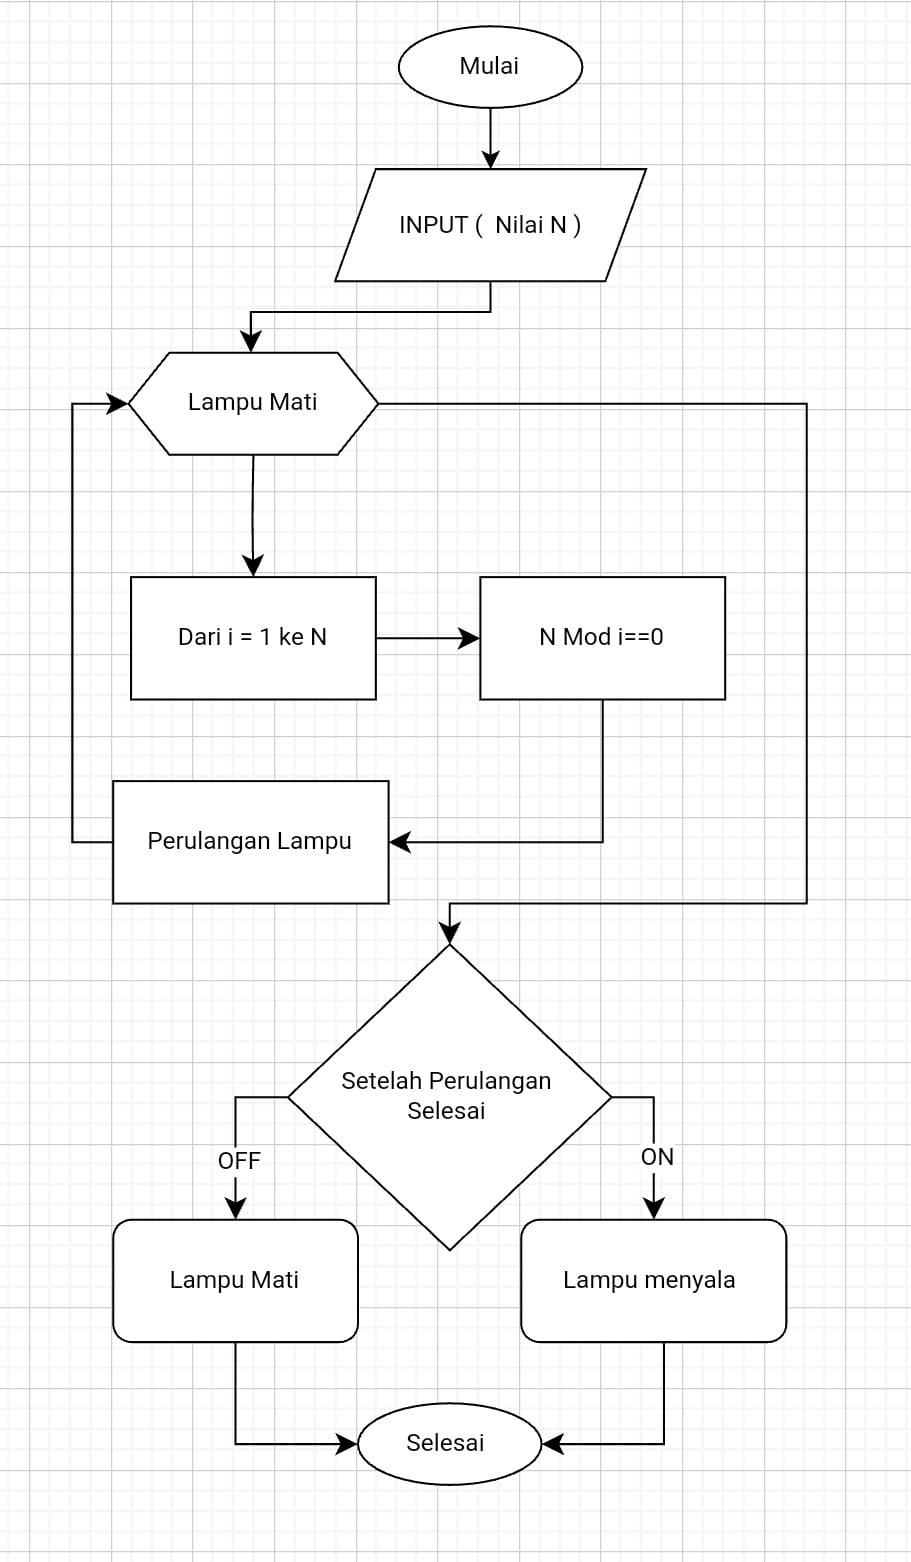 Mulai
INPUT ( Nilai N )
Lampu Mati
Dari i = 1 ke N
N Mod i==0
Perulangan Lampu
Setelah Perulangan
Selesai
OFF
ON
Lampu Mati
Lampu menyala
Selesai